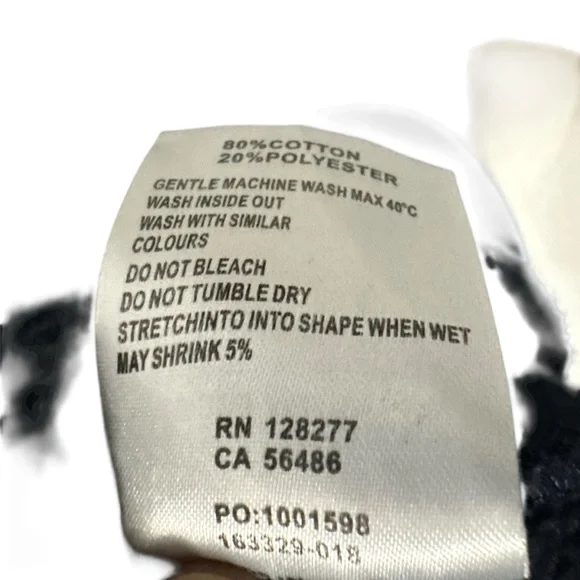 80%COTTON
20%POLYESTER
GENTLE MACHINE WASH MAX 40°C
WASH INSIDE OUT
WASH WITH SIMILAR
COLOURS
DO NOT BLEACH
DO NOT TUMBLE DRY
STRETCHINTO INTO SHAPE WHEN WET
MAY SHRINK 5%
RN 128277
CA 56486
PO:1001598
163329-018